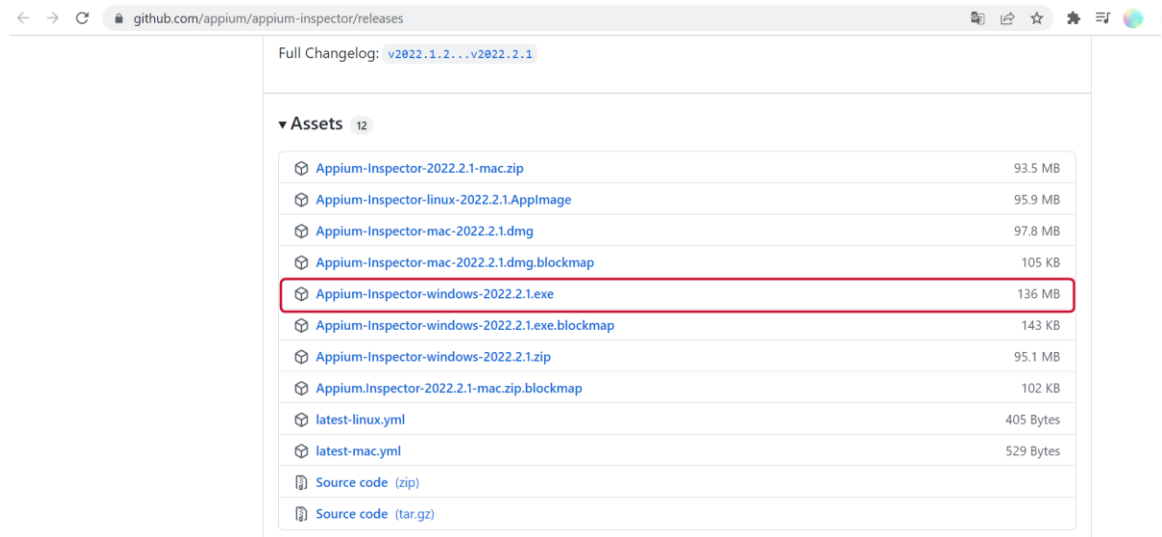 github.com/appium/appium-inspector/releases
Full Changelog: v2022.1.2...v2022.2.1
Assets 12
Appium-Inspector-2022.2.1-mac.zip 93.5 MB
Appium-Inspector-linux-2022.2.1.AppImage 95.9 MB
Appium-Inspector-mac-2022.2.1.dmg 97.8 MB
Appium-Inspector-mac-2022.2.1.dmg.blockmap 105 KB
Appium-Inspector-windows-2022.2.1.exe 136 MB
Appium-Inspector-windows-2022.2.1.exe.blockmap 143 KB
Appium-Inspector-windows-2022.2.1.zip 95.1 MB
Appium.Inspector-2022.2.1-mac.zip.blockmap 102 KB
latest-linux.yml 405 Bytes
latest-mac.yml 529 Bytes
Source code (zip)
Source code (tar.gz)